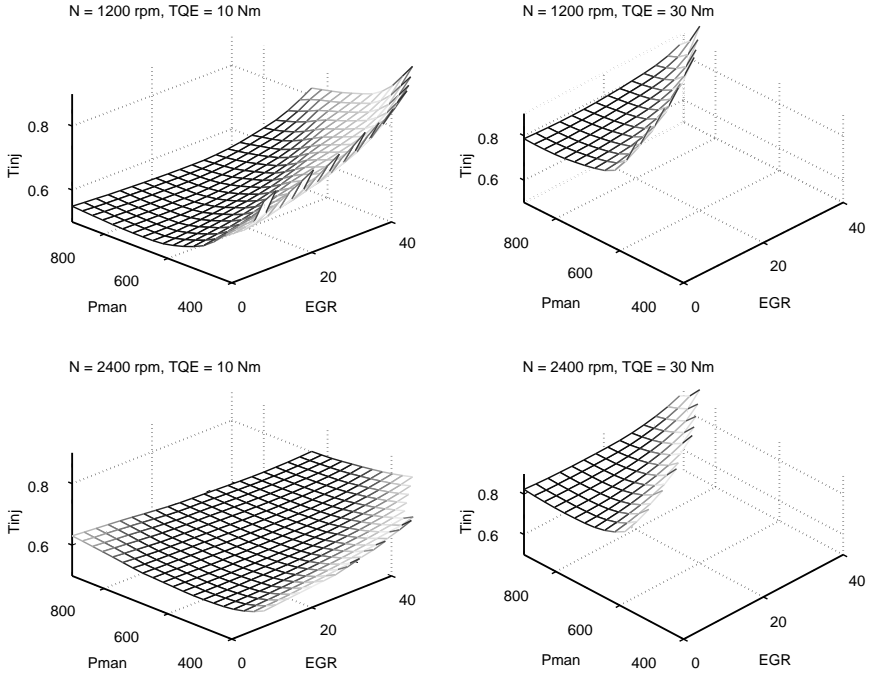 N = 1200 rpm, TQE = 10 Nm
0.8
0.6
Tinj
800
600
400
Pman
0
20
40
EGR
N = 1200 rpm, TQE = 30 Nm
0.8
0.6
Tinj
800
600
400
Pman
0
20
40
EGR
N = 2400 rpm, TQE = 10 Nm
0.8
0.6
Tinj
800
600
400
Pman
0
20
40
EGR
N = 2400 rpm, TQE = 30 Nm
0.8
0.6
Tinj
800
600
400
Pman
0
20
40
EGR